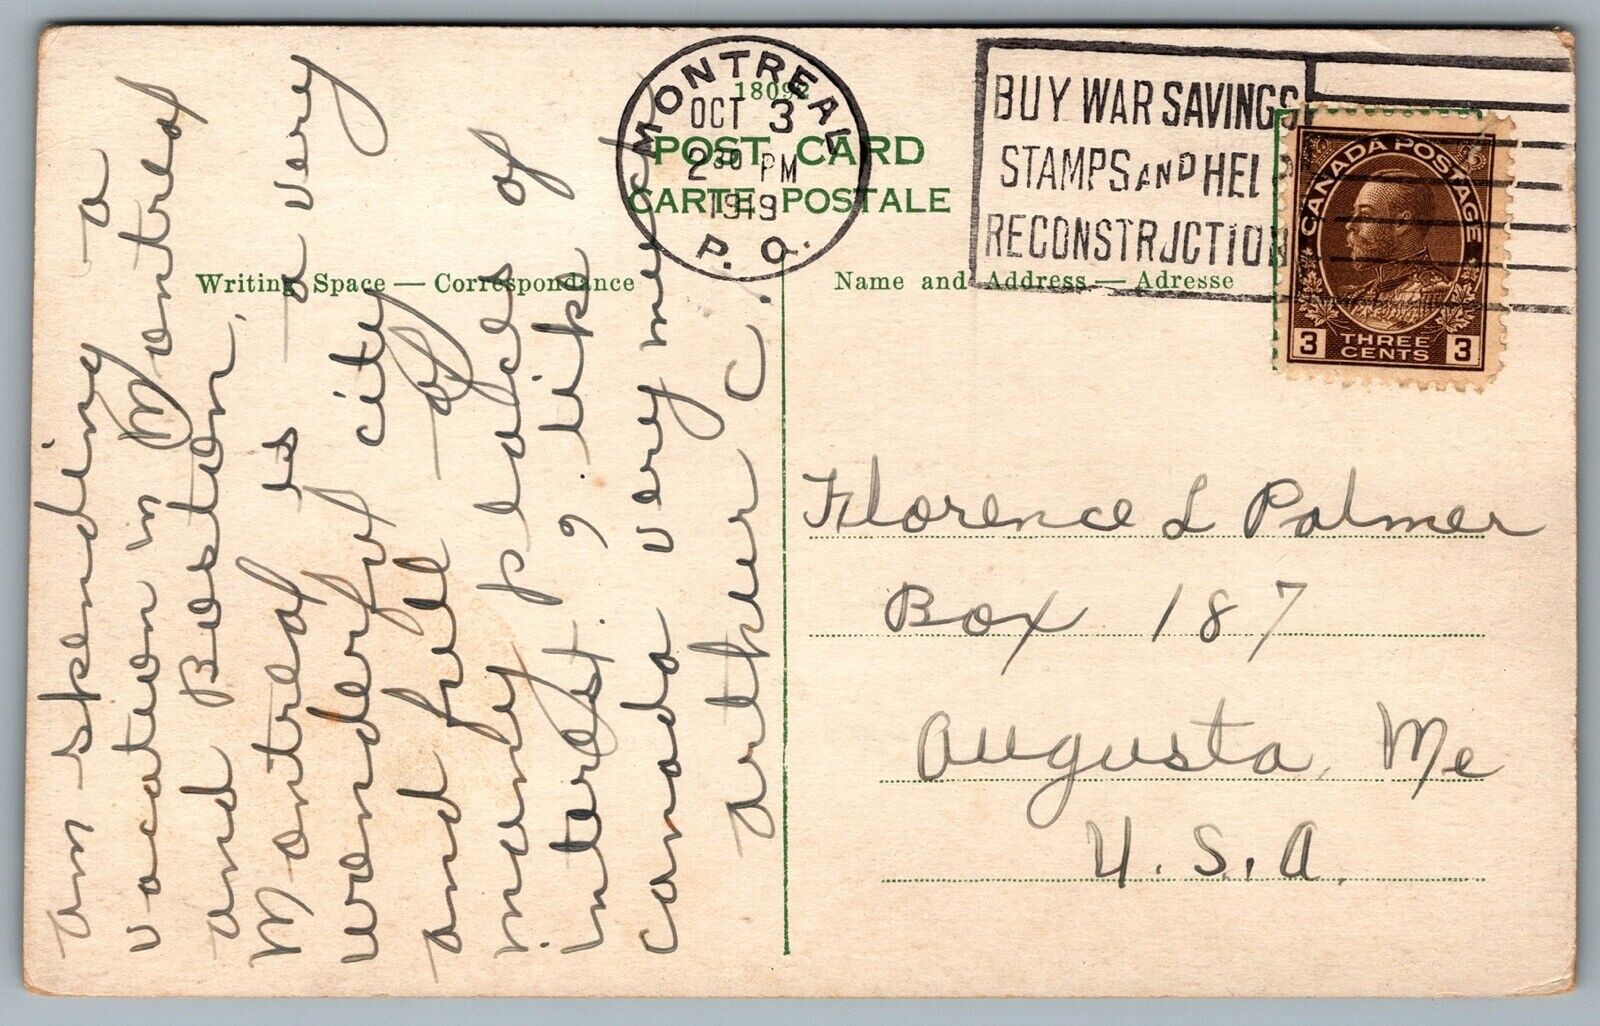 18092
POST CARD
CARTE POSTALE
Writing Space — Correspondance
Name and Address — Adresse
MONTREAL
OCT 3
2 30 PM
1919
P. Q.
BUY WAR SAVINGS
STAMPS AND HELP
RECONSTRUCTION
CANADA POSTAGE
3 THREE CENTS 3
am spending a
vacation in Montreal
and Boston.
Montreal is a very
wonderful city
and full of
many places of
interest. I like
Canada very much
Arthur C.
Florence L Palmer
Box 187
Augusta, Me
U.S.A.